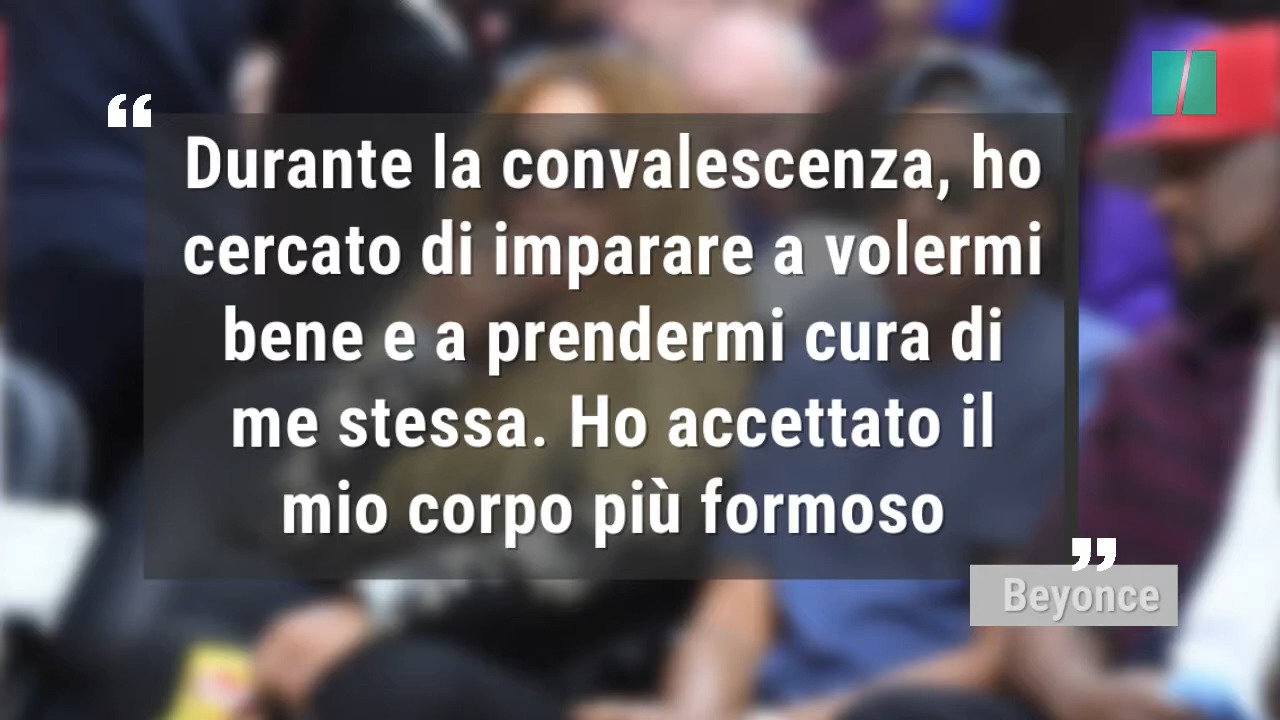 “
Durante la convalescenza, ho
cercato di imparare a volermi
bene e a prendermi cura di
me stessa. Ho accettato il
mio corpo più formoso
”
Beyonce